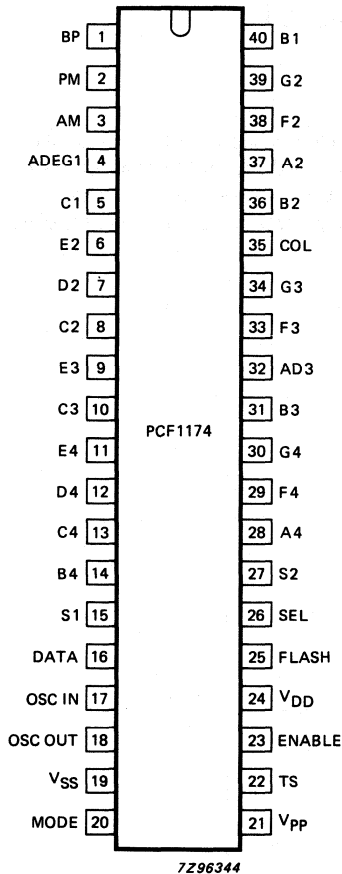 BP 1 40 B1
PM 2 39 G2
AM 3 38 F2
ADEG1 4 37 A2
C1 5 36 B2
E2 6 35 COL
D2 7 34 G3
C2 8 33 F3
E3 9 32 AD3
C3 10 31 B3
PCF1174
E4 11 30 G4
D4 12 29 F4
C4 13 28 A4
B4 14 27 S2
S1 15 26 SEL
DATA 16 25 FLASH
OSC IN 17 24 VDD
OSC OUT 18 23 ENABLE
VSS 19 22 TS
MODE 20 21 VPP
7Z96344